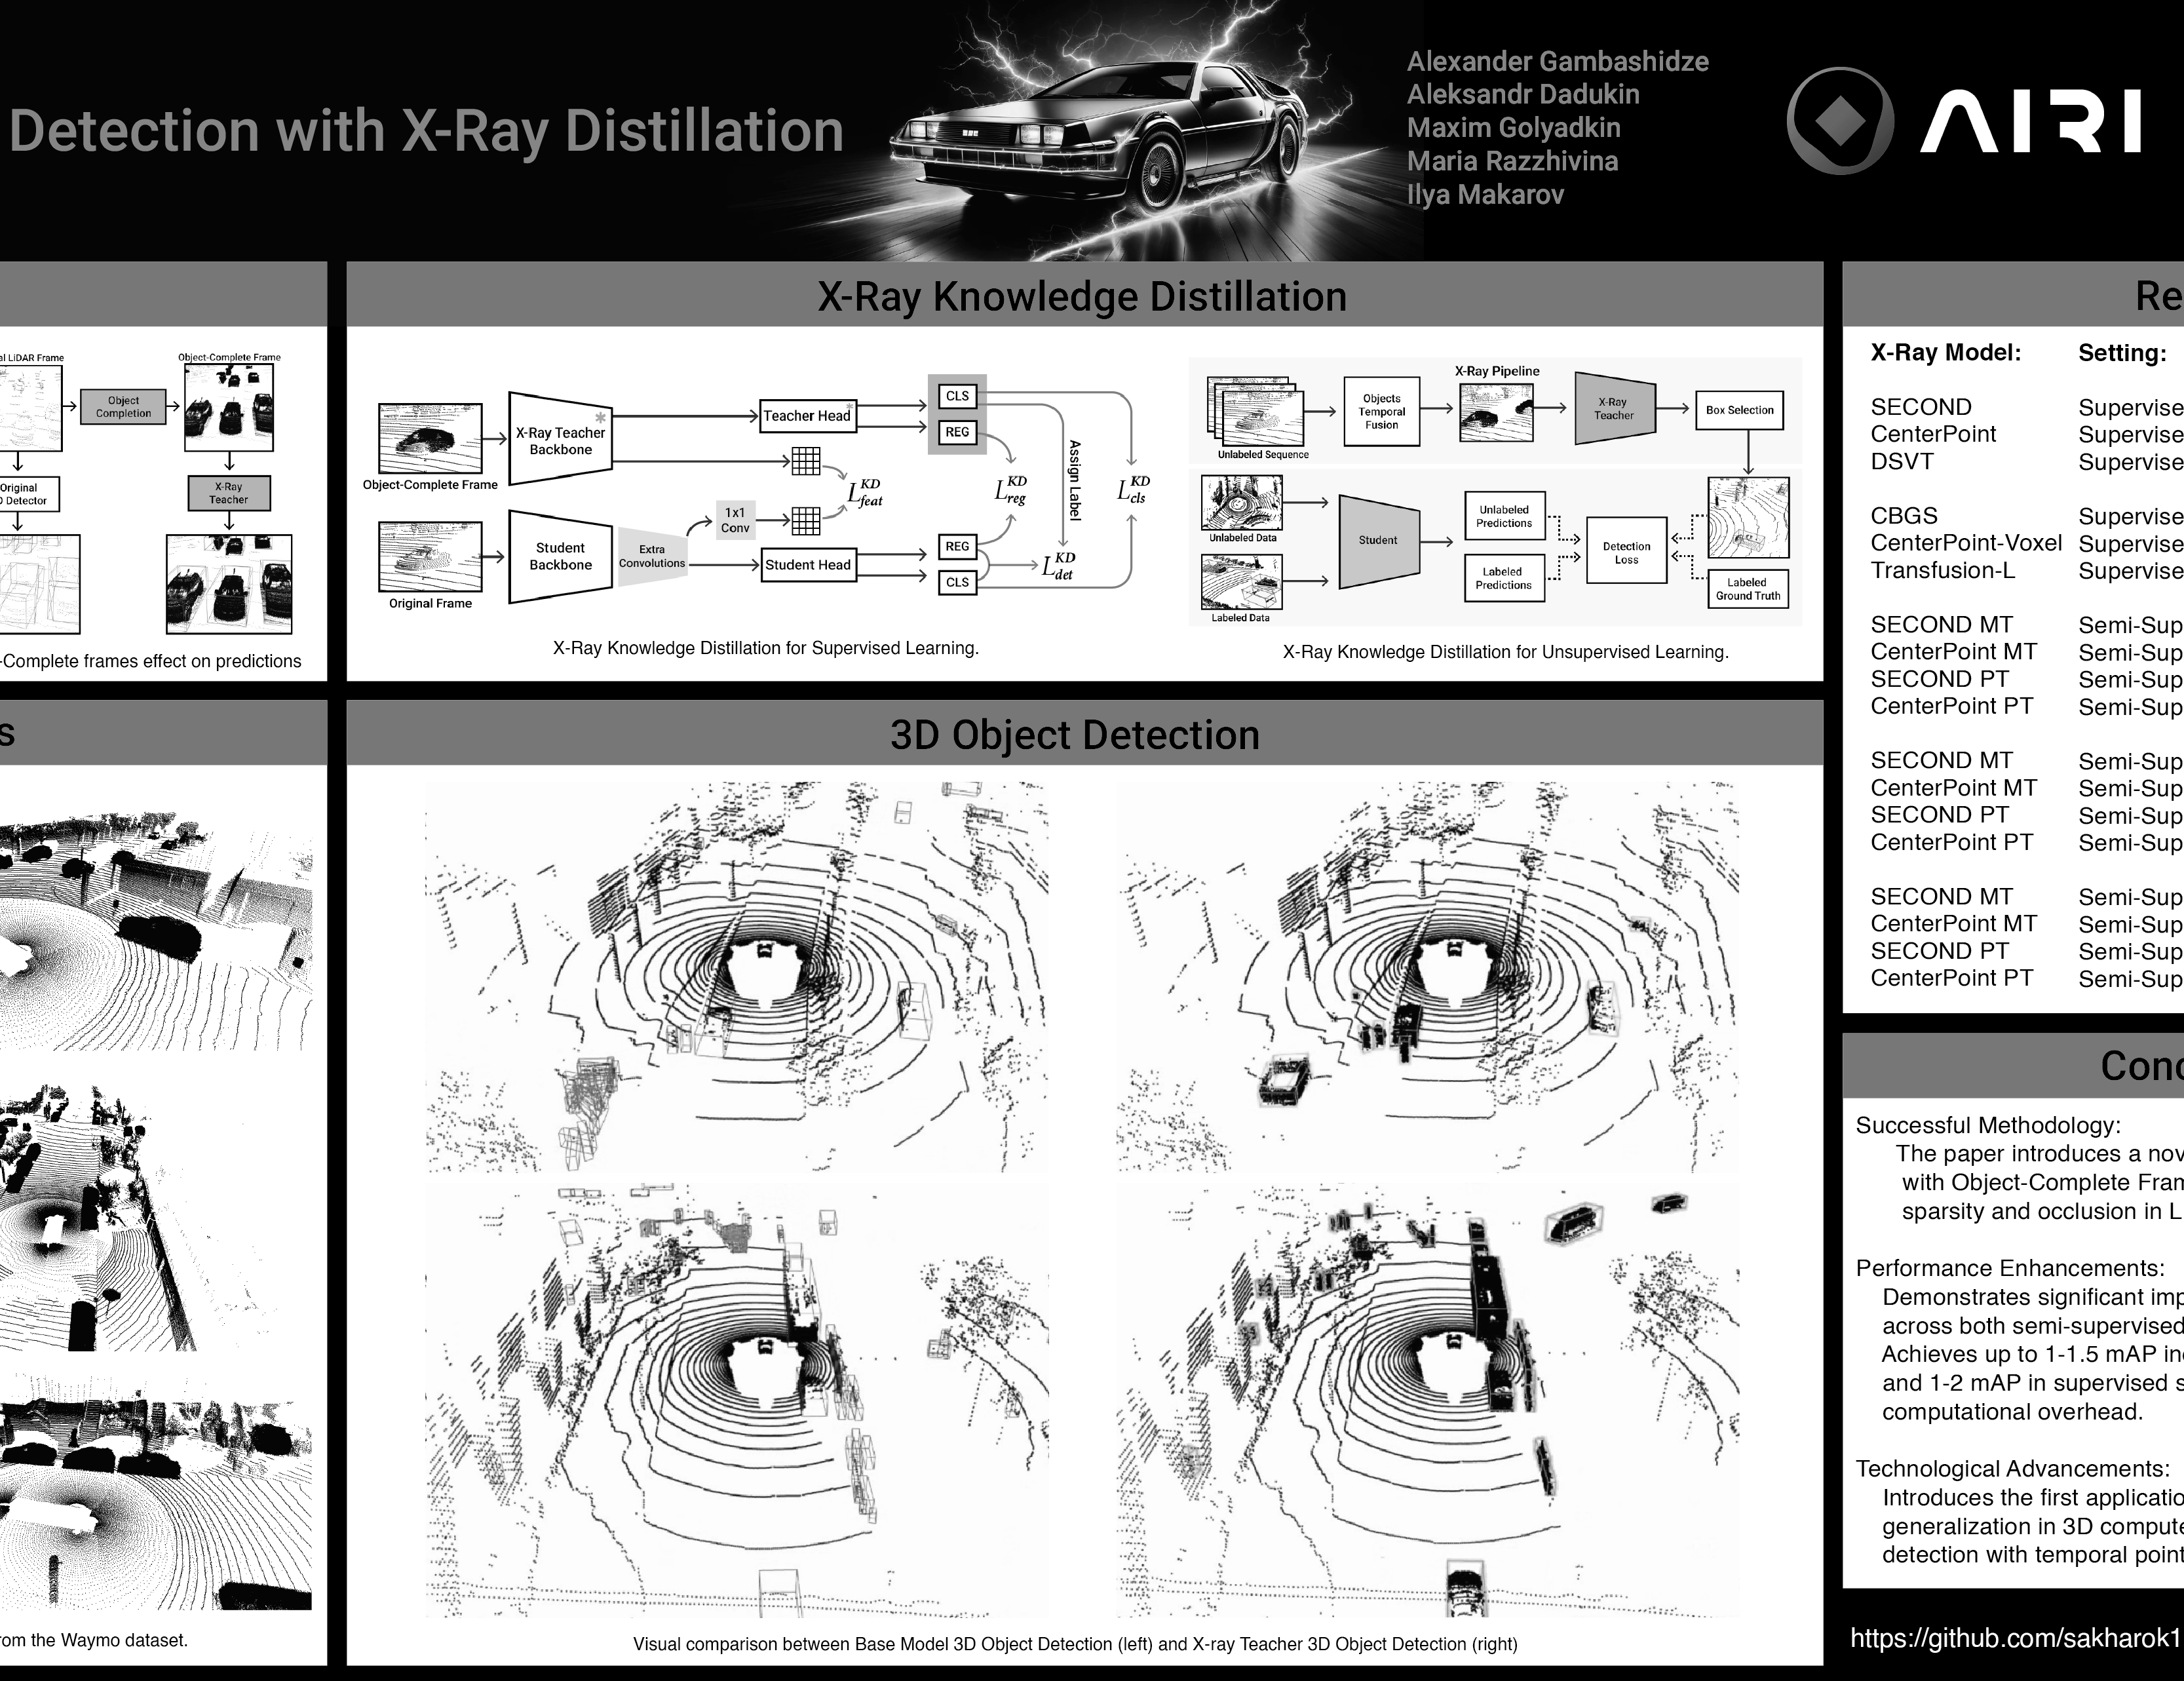 Detection with X-Ray Distillation
Alexander Gambashidze
Aleksandr Dadukin
Maxim Golyadkin
Maria Razzhivina
Ilya Makarov
AIRI
LiDAR Frame
Object Completion
Object-Complete Frame
Original
Detector
X-Ray Teacher
-Complete frames effect on predictions
X-Ray Knowledge Distillation
Object-Complete Frame
X-Ray Teacher Backbone
*
Teacher Head
*
CLS
REG
L KD feat
L KD reg
Assign Label
L KD cls
Original Frame
Student Backbone
Extra Convolutions
1x1 Conv
Student Head
REG
CLS
L KD det
X-Ray Knowledge Distillation for Supervised Learning.
X-Ray Pipeline
Unlabeled Sequence
Objects Temporal Fusion
X-Ray Teacher
Box Selection
Unlabeled Data
Labeled Data
Student
Unlabeled Predictions
Labeled Predictions
Detection Loss
Labeled Ground Truth
X-Ray Knowledge Distillation for Unsupervised Learning.
s
om the Waymo dataset.
3D Object Detection
Visual comparison between Base Model 3D Object Detection (left) and X-ray Teacher 3D Object Detection (right)
Re
X-Ray Model: Setting:
SECOND Supervise
CenterPoint Supervise
DSVT Supervise
CBGS Supervise
CenterPoint-Voxel Supervise
Transfusion-L Supervise
SECOND MT Semi-Sup
CenterPoint MT Semi-Sup
SECOND PT Semi-Sup
CenterPoint PT Semi-Sup
SECOND MT Semi-Sup
CenterPoint MT Semi-Sup
SECOND PT Semi-Sup
CenterPoint PT Semi-Sup
SECOND MT Semi-Sup
CenterPoint MT Semi-Sup
SECOND PT Semi-Sup
CenterPoint PT Semi-Sup
Conc
Successful Methodology:
The paper introduces a nov
with Object-Complete Fram
sparsity and occlusion in L
Performance Enhancements:
Demonstrates significant imp
across both semi-supervised
Achieves up to 1-1.5 mAP inc
and 1-2 mAP in supervised s
computational overhead.
Technological Advancements:
Introduces the first applicatio
generalization in 3D compute
detection with temporal point
https://github.com/sakharok1